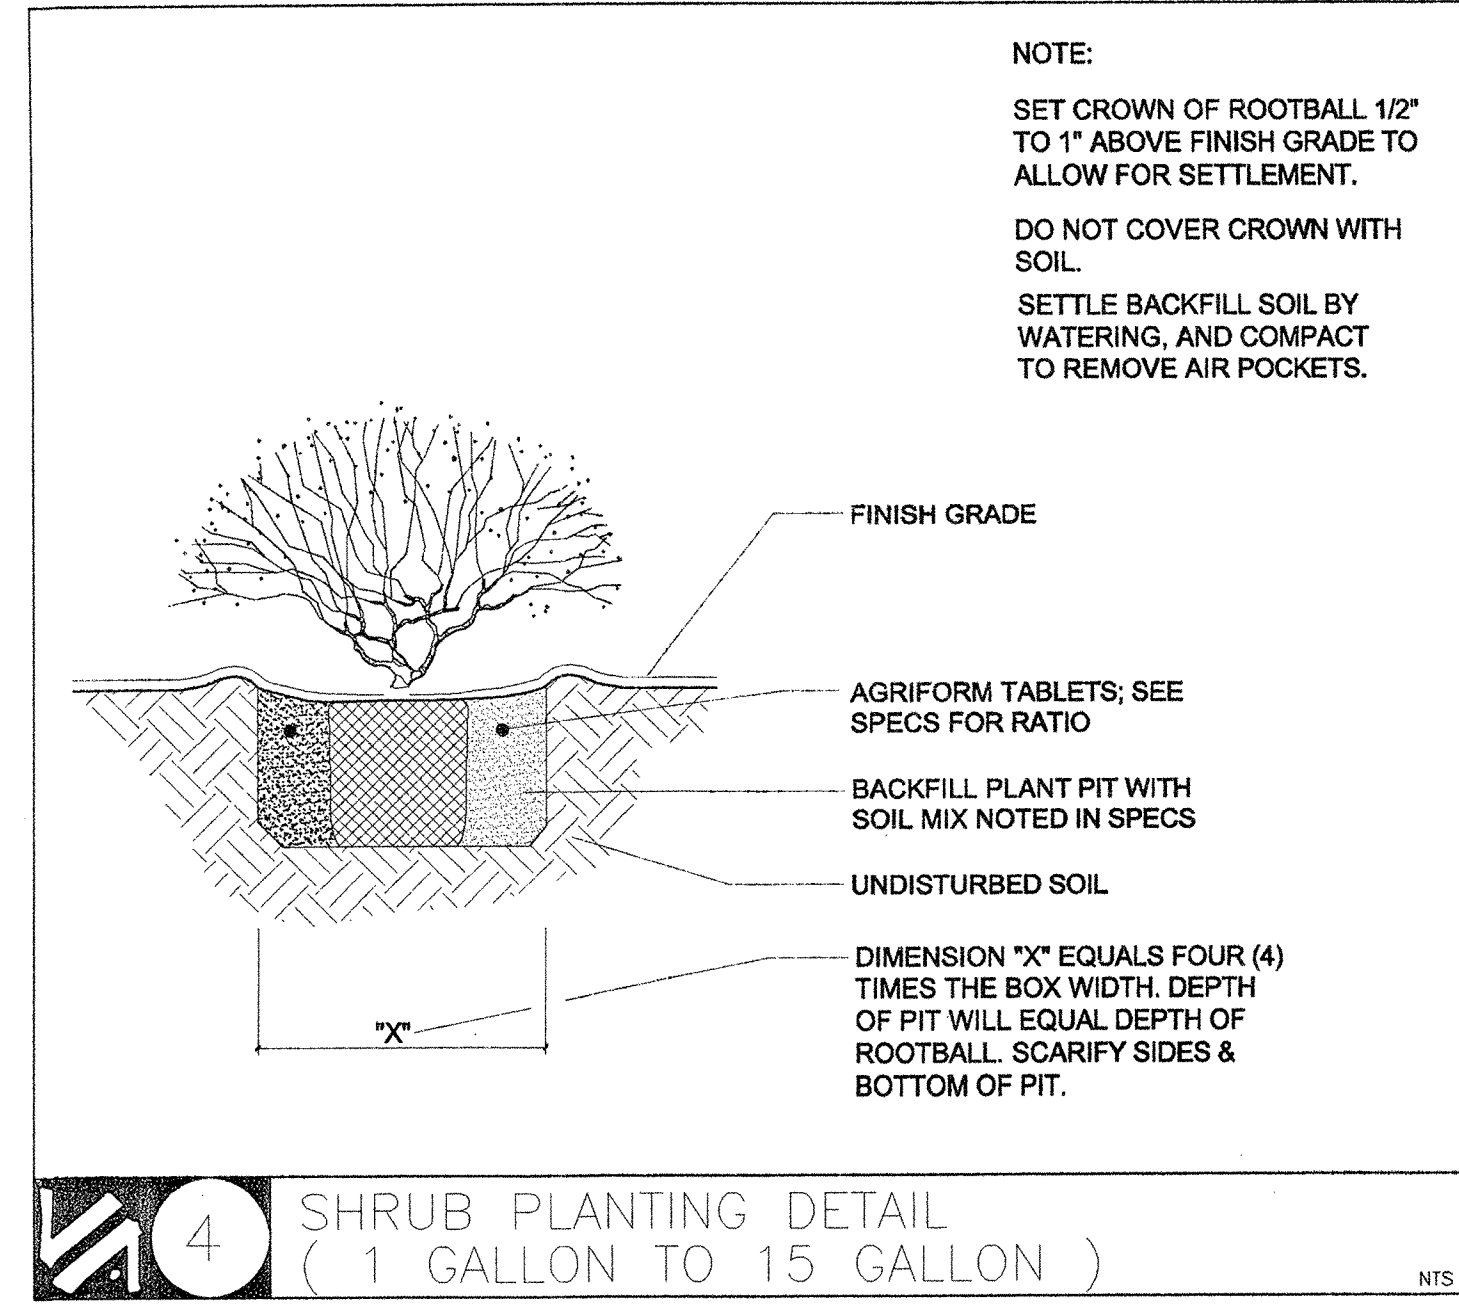 NOTE:
SET CROWN OF ROOTBALL 1/2"
TO 1" ABOVE FINISH GRADE TO
ALLOW FOR SETTLEMENT.
DO NOT COVER CROWN WITH
SOIL.
SETTLE BACKFILL SOIL BY
WATERING, AND COMPACT
TO REMOVE AIR POCKETS.
FINISH GRADE
AGRIFORM TABLETS; SEE
SPECS FOR RATIO
BACKFILL PLANT PIT WITH
SOIL MIX NOTED IN SPECS
UNDISTURBED SOIL
DIMENSION "X" EQUALS FOUR (4)
TIMES THE BOX WIDTH. DEPTH
OF PIT WILL EQUAL DEPTH OF
ROOTBALL. SCARIFY SIDES &
BOTTOM OF PIT.
"X"
4
SHRUB PLANTING DETAIL
( 1 GALLON TO 15 GALLON )
NTS